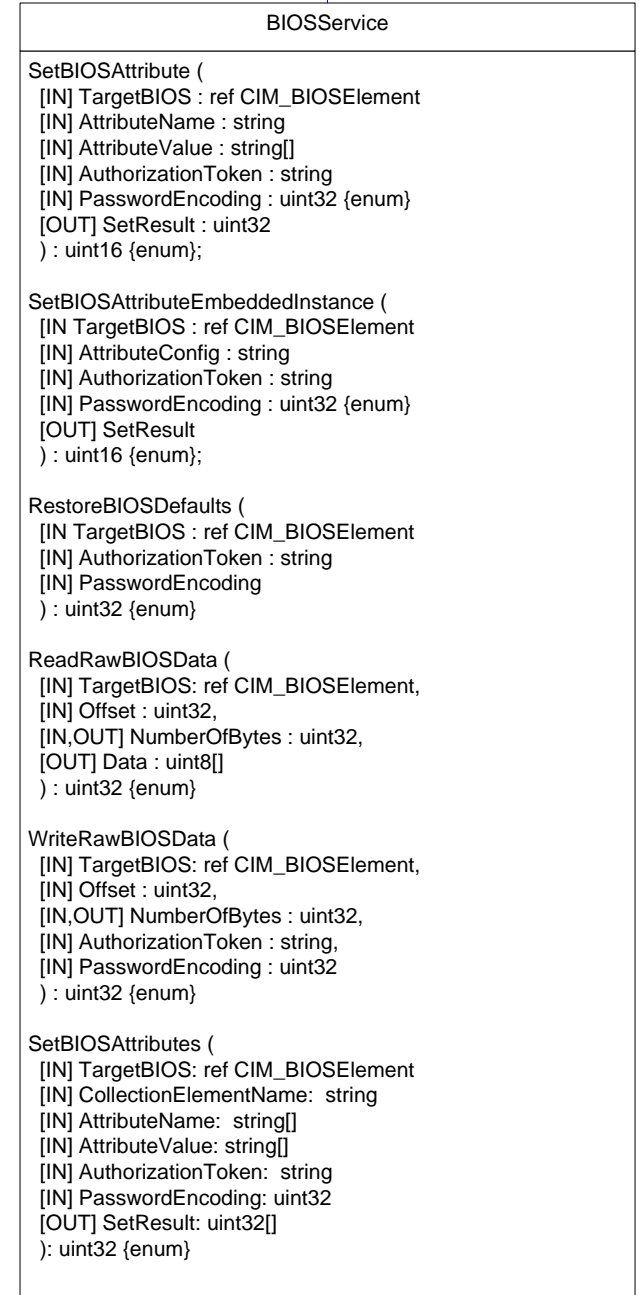 BIOSService
SetBIOSAttribute (
[IN] TargetBIOS : ref CIM_BIOSElement
[IN] AttributeName : string
[IN] AttributeValue : string[]
[IN] AuthorizationToken : string
[IN] PasswordEncoding : uint32 {enum}
[OUT] SetResult : uint32
) : uint16 {enum};
SetBIOSAttributeEmbeddedInstance (
[IN TargetBIOS : ref CIM_BIOSElement
[IN] AttributeConfig : string
[IN] AuthorizationToken : string
[IN] PasswordEncoding : uint32 {enum}
[OUT] SetResult
) : uint16 {enum};
RestoreBIOSDefaults (
[IN TargetBIOS : ref CIM_BIOSElement
[IN] AuthorizationToken : string
[IN] PasswordEncoding
) : uint32 {enum}
ReadRawBIOSData (
[IN] TargetBIOS: ref CIM_BIOSElement,
[IN] Offset : uint32,
[IN,OUT] NumberOfBytes : uint32,
[OUT] Data : uint8[]
) : uint32 {enum}
WriteRawBIOSData (
[IN] TargetBIOS: ref CIM_BIOSElement,
[IN] Offset : uint32,
[IN,OUT] NumberOfBytes : uint32,
[IN] AuthorizationToken : string,
[IN] PasswordEncoding : uint32
) : uint32 {enum}
SetBIOSAttributes (
[IN] TargetBIOS: ref CIM_BIOSElement
[IN] CollectionElementName:  string
[IN] AttributeName:  string[]
[IN] AttributeValue: string[]
[IN] AuthorizationToken:  string
[IN] PasswordEncoding: uint32
[OUT] SetResult: uint32[]
): uint32 {enum}